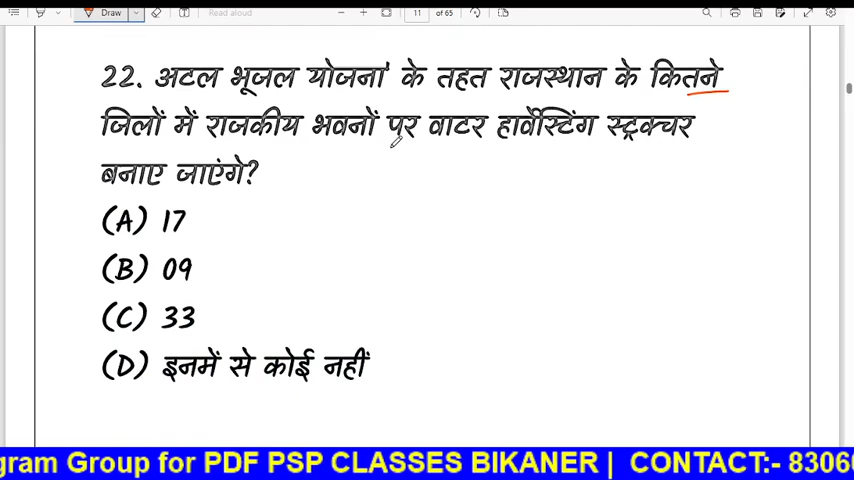 Draw
Read aloud
11 of 65
22. अटल भूजल योजना' के तहत राजस्थान के कितने
जिलों में राजकीय भवनों पर वाटर हार्वेस्टिंग स्ट्रक्चर
बनाए जाएंगे?
(A) 17
(B) 09
(C) 33
(D) इनमें से कोई नहीं
gram Group for PDF PSP CLASSES BIKANER | CONTACT:- 8306